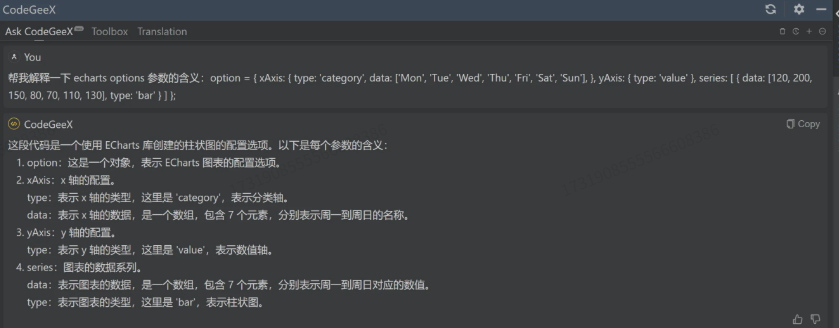 CodeGeeX
Ask CodeGeeX Toolbox Translation
You
帮我解释一下 echarts options 参数的含义：option = { xAxis: { type: 'category', data: ['Mon', 'Tue', 'Wed', 'Thu', 'Fri', 'Sat', 'Sun'], }, yAxis: { type: 'value' }, series: [ { data: [120, 200,
150, 80, 70, 110, 130], type: 'bar' } ] };
CodeGeeX Copy
这段代码是一个使用 ECharts 库创建的柱状图的配置选项。以下是每个参数的含义：
1. option：这是一个对象，表示 ECharts 图表的配置选项。
2. xAxis：x 轴的配置。
type：表示 x 轴的类型，这里是 'category'，表示分类轴。
data：表示 x 轴的数据，是一个数组，包含 7 个元素，分别表示周一到周日的名称。
3. yAxis：y 轴的配置。
type：表示 y 轴的类型，这里是 'value'，表示数值轴。
4. series：图表的数据系列。
data：表示图表的数据，是一个数组，包含 7 个元素，分别表示周一到周日对应的数值。
type：表示图表的类型，这里是 'bar'，表示柱状图。